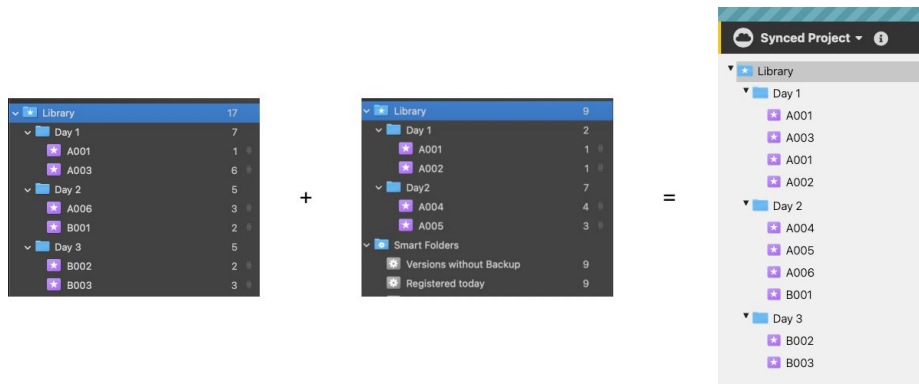 Library 17
Day 1 7
A001 1
A003 6
Day 2 5
A006 3
B001 2
Day 3 5
B002 2
B003 3
+
Library 9
Day 1 2
A001 1
A002 1
Day2 7
A004 4
A005 3
Smart Folders
Versions without Backup 9
Registered today 9
=
Synced Project
Library
Day 1
A001
A003
A001
A002
Day 2
A004
A005
A006
B001
Day 3
B002
B003